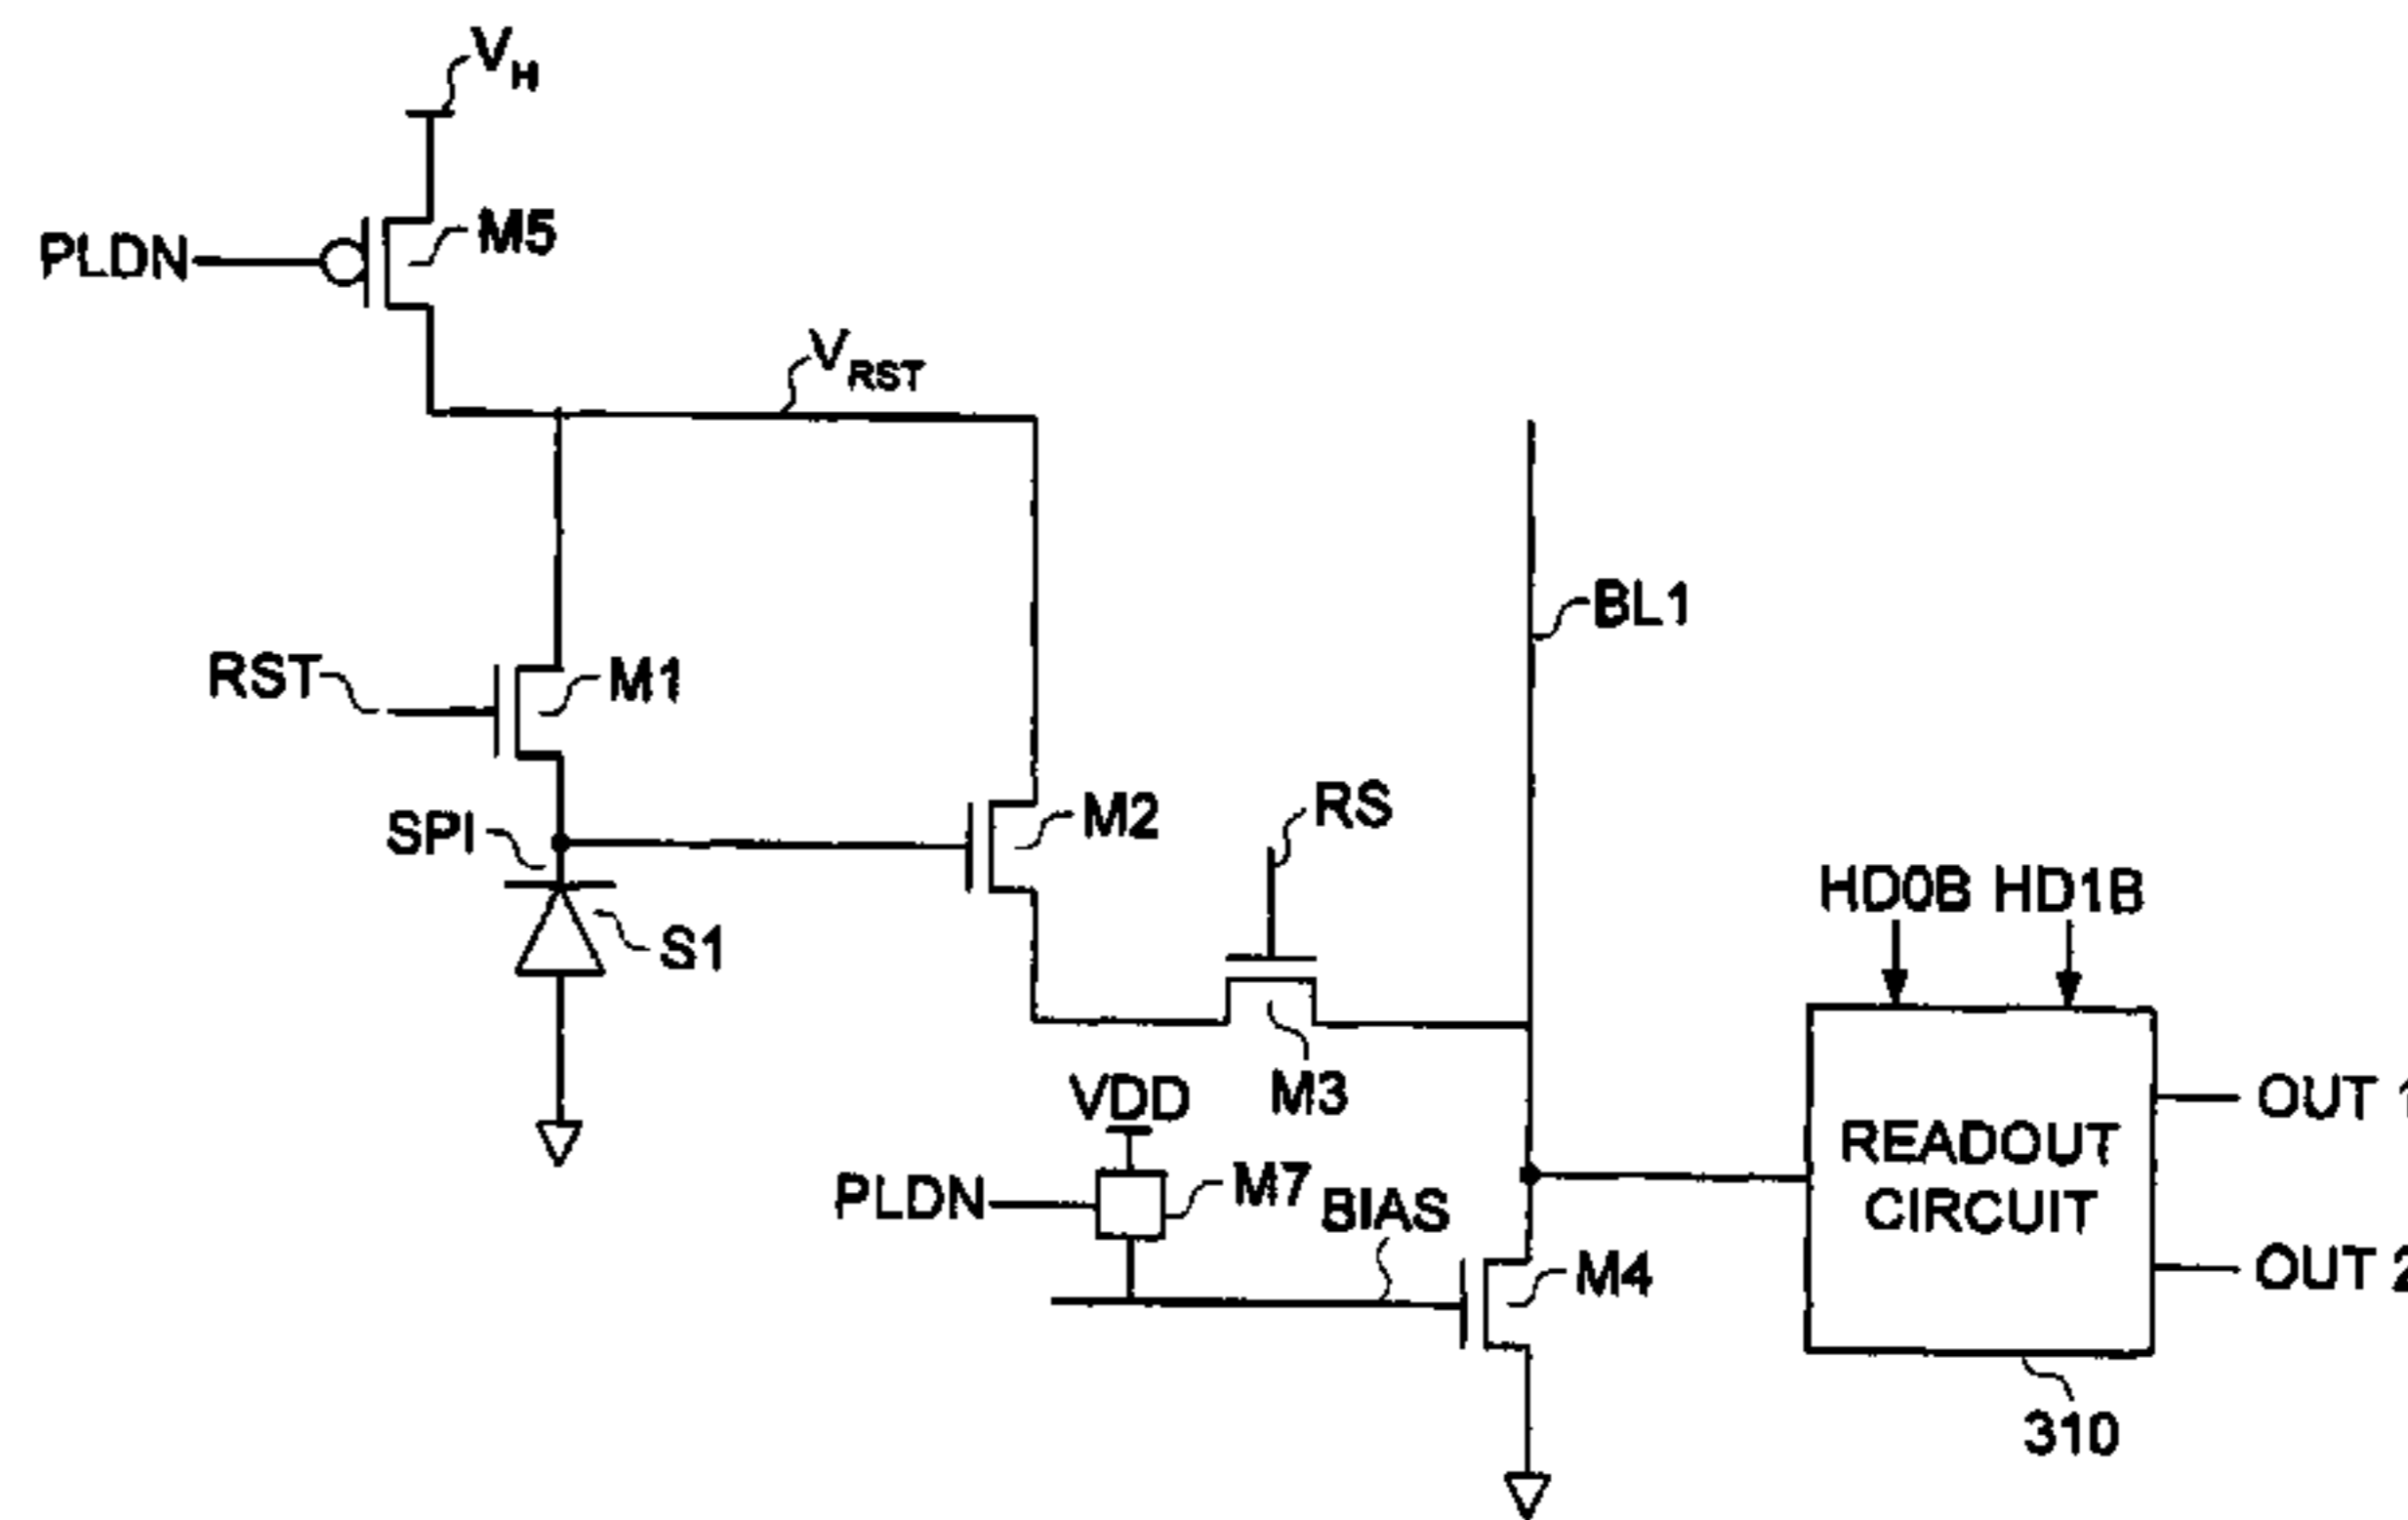 VH
PLDN
M5
VRST
BL1
RST
M1
SPI
M2
RS
S1
HD0B HD1B
M3
VDD
PLDN
M7
BIAS
M4
READOUT
CIRCUIT
OUT 1
OUT 2
310